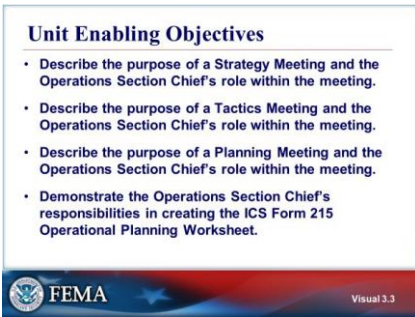 Unit Enabling Objectives
• Describe the purpose of a Strategy Meeting and the
Operations Section Chief's role within the meeting.
• Describe the purpose of a Tactics Meeting and the
Operations Section Chief's role within the meeting.
• Describe the purpose of a Planning Meeting and the
Operations Section Chief's role within the meeting.
• Demonstrate the Operations Section Chief's
responsibilities in creating the ICS Form 215
Operational Planning Worksheet.
FEMA
Visual 3.3